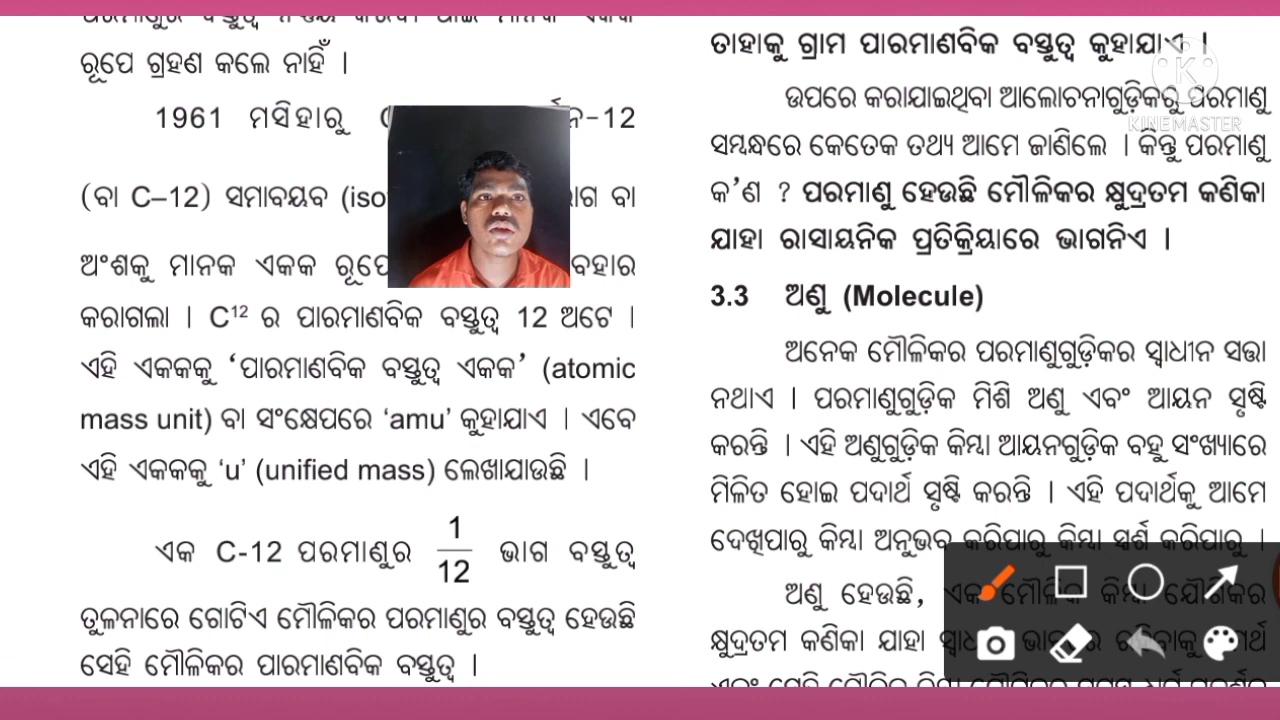 ରୂପେ ଗ୍ରହଣ କଲେ ନାହିଁ ।
1961 ମସିହାରୁ
-12
(ବା C–12) ସମାବୟବ (iso
ବା
ଅଂଶକୁ ମାନକ ଏକକ ରୂପେ
କରାଗଲା । C¹² ର ପାରମାଣବିକ ବସ୍ତୁତ୍ୱ 12 ଅଟେ ।
ଏହି ଏକକକୁ ‘ପାରମାଣବିକ ବସ୍ତୁତ୍ୱ ଏକକ’ (atomic
mass unit) ବା ସଂକ୍ଷେପରେ ‘amu’ କୁହାଯାଏ । ଏବେ
ଏହି ଏକକକୁ ‘u’ (unified mass) ଲେଖାଯାଉଛି ।
ଏକ C-12 ପରମାଣୁର 1/12 ଭାଗ ବସ୍ତୁତ୍ୱ
ତୁଳନାରେ ଗୋଟିଏ ମୌଳିକର ପରମାଣୁର ବସ୍ତୁତ୍ୱ ହେଉଛି
ସେହି ମୌଳିକର ପାରମାଣବିକ ବସ୍ତୁତ୍ୱ ।
ତାହାକୁ ଗ୍ରାମ ପାରମାଣବିକ ବସ୍ତୁତ୍ୱ କୁହାଯାଏ ।
ଉପରେ କରାଯାଇଥିବା ଆଲୋଚନାଗୁଡ଼ିକରୁ ପରମାଣୁ
KINEMASTER
ସମ୍ବନ୍ଧରେ କେତେକ ତଥ୍ୟ ଆମେ ଜାଣିଲେ । କିନ୍ତୁ ପରମାଣୁ
କ’ଣ ? ପରମାଣୁ ହେଉଛି ମୌଳିକର କ୍ଷୁଦ୍ରତମ କଣିକା
ଯାହା ରାସାୟନିକ ପ୍ରତିକ୍ରିୟାରେ ଭାଗନିଏ ।
3.3 ଅଣୁ (Molecule)
ଅନେକ ମୌଳିକର ପରମାଣୁଗୁଡ଼ିକର ସ୍ୱାଧୀନ ସତ୍ତା
ନଥାଏ । ପରମାଣୁଗୁଡ଼ିକ ମିଶି ଅଣୁ ଏବଂ ଆୟନ ସୃଷ୍ଟି
କରନ୍ତି । ଏହି ଅଣୁଗୁଡ଼ିକ କିମ୍ବା ଆୟନଗୁଡ଼ିକ ବହୁ ସଂଖ୍ୟାରେ
ମିଳିତ ହୋଇ ପଦାର୍ଥ ସୃଷ୍ଟି କରନ୍ତି । ଏହି ପଦାର୍ଥକୁ ଆମେ
ଦେଖିପାରୁ କିମ୍ବା ଅନୁଭବ କରିପାରୁ କିମ୍ବା ସ୍ପର୍ଶ କରିପାରୁ ।
ଅଣୁ ହେଉଛି, ଏକ ମୌଳିକ କିମ୍ବା ଯୌଗିକର
କ୍ଷୁଦ୍ରତମ କଣିକା ଯାହା